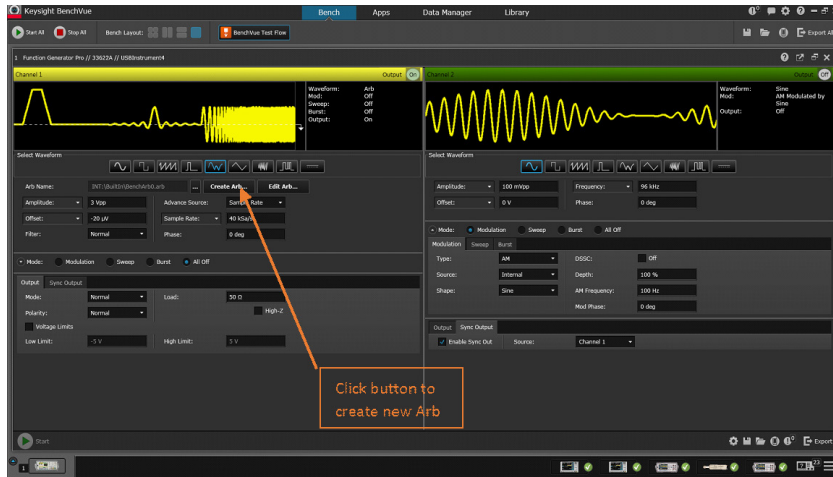 Keysight BenchVue
Bench
Apps
Data Manager
Library
Start All
Stop All
Bench Layout:
BenchVue Test Flow
Export All
1 Function Generator Pro // 33622A // USBInstrument4
Channel 1
Output On
Waveform: Arb
Mod: Off
Sweep: Off
Burst: Off
Output: On
Select Waveform
Arb Name: INT:\BuiltIn\BenchArb0.arb ... Create Arb... Edit Arb...
Amplitude: 3 Vpp Advance Source: Sample Rate
Offset: -20 µV Sample Rate: 40 kSa/s
Filter: Normal Phase: 0 deg
Mode: Modulation Sweep Burst All Off
Output Sync Output
Mode: Normal Load: 50 Ω
High-Z
Polarity: Normal
Voltage Limits
Low Limit: -5 V High Limit: 5 V
Channel 2
Output Off
Waveform: Sine
Mod: AM Modulated by Sine
Output: Off
Select Waveform
Amplitude: 100 mVpp Frequency: 96 kHz
Offset: 0 V Phase: 0 deg
Mode: Modulation Sweep Burst All Off
Modulation Sweep Burst
Type: AM DSSC: Off
Source: Internal Depth: 100 %
Shape: Sine AM Frequency: 100 Hz
Mod Phase: 0 deg
Output Sync Output
Enable Sync Out Source: Channel 1
Click button to
create new Arb
Start
Export
1
23